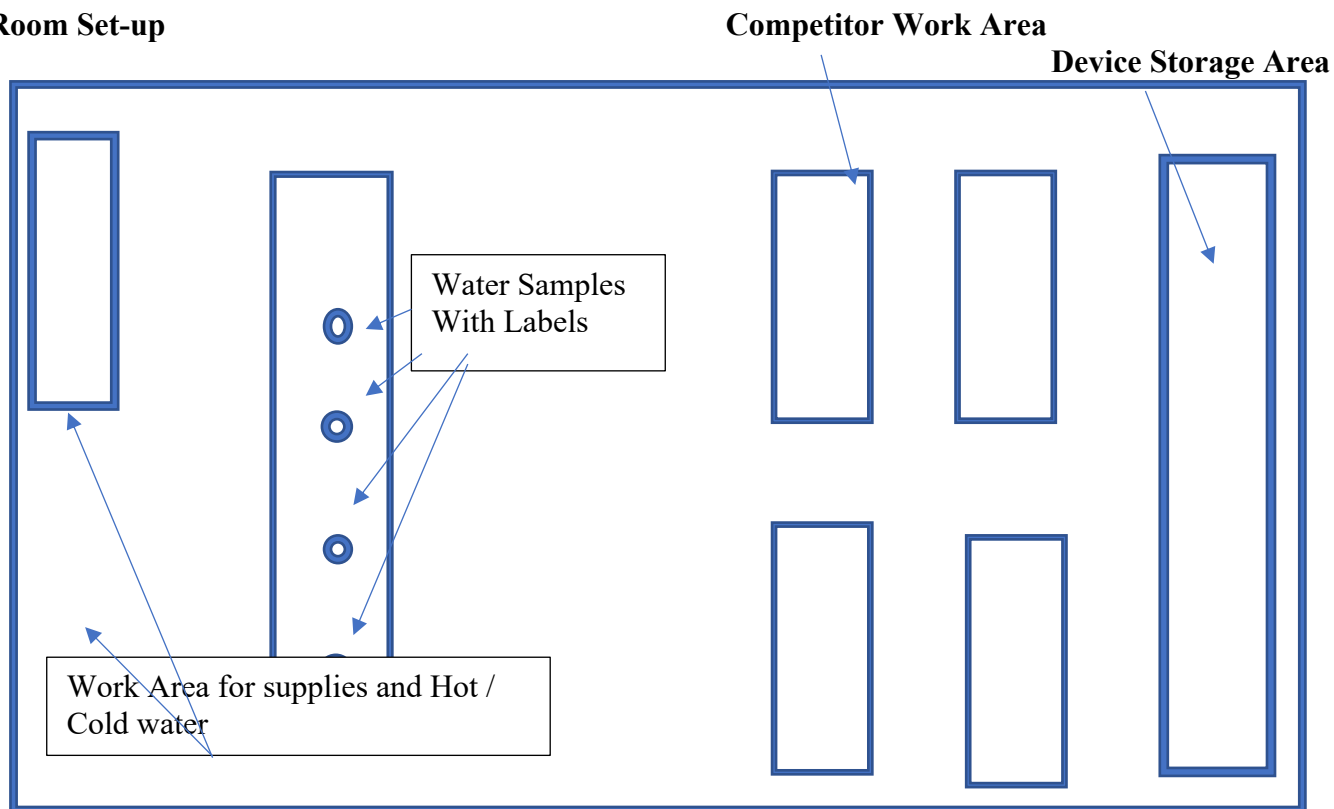 Room Set-up
Competitor Work Area
Device Storage Area
Water Samples
With Labels
Work Area for supplies and Hot /
Cold water